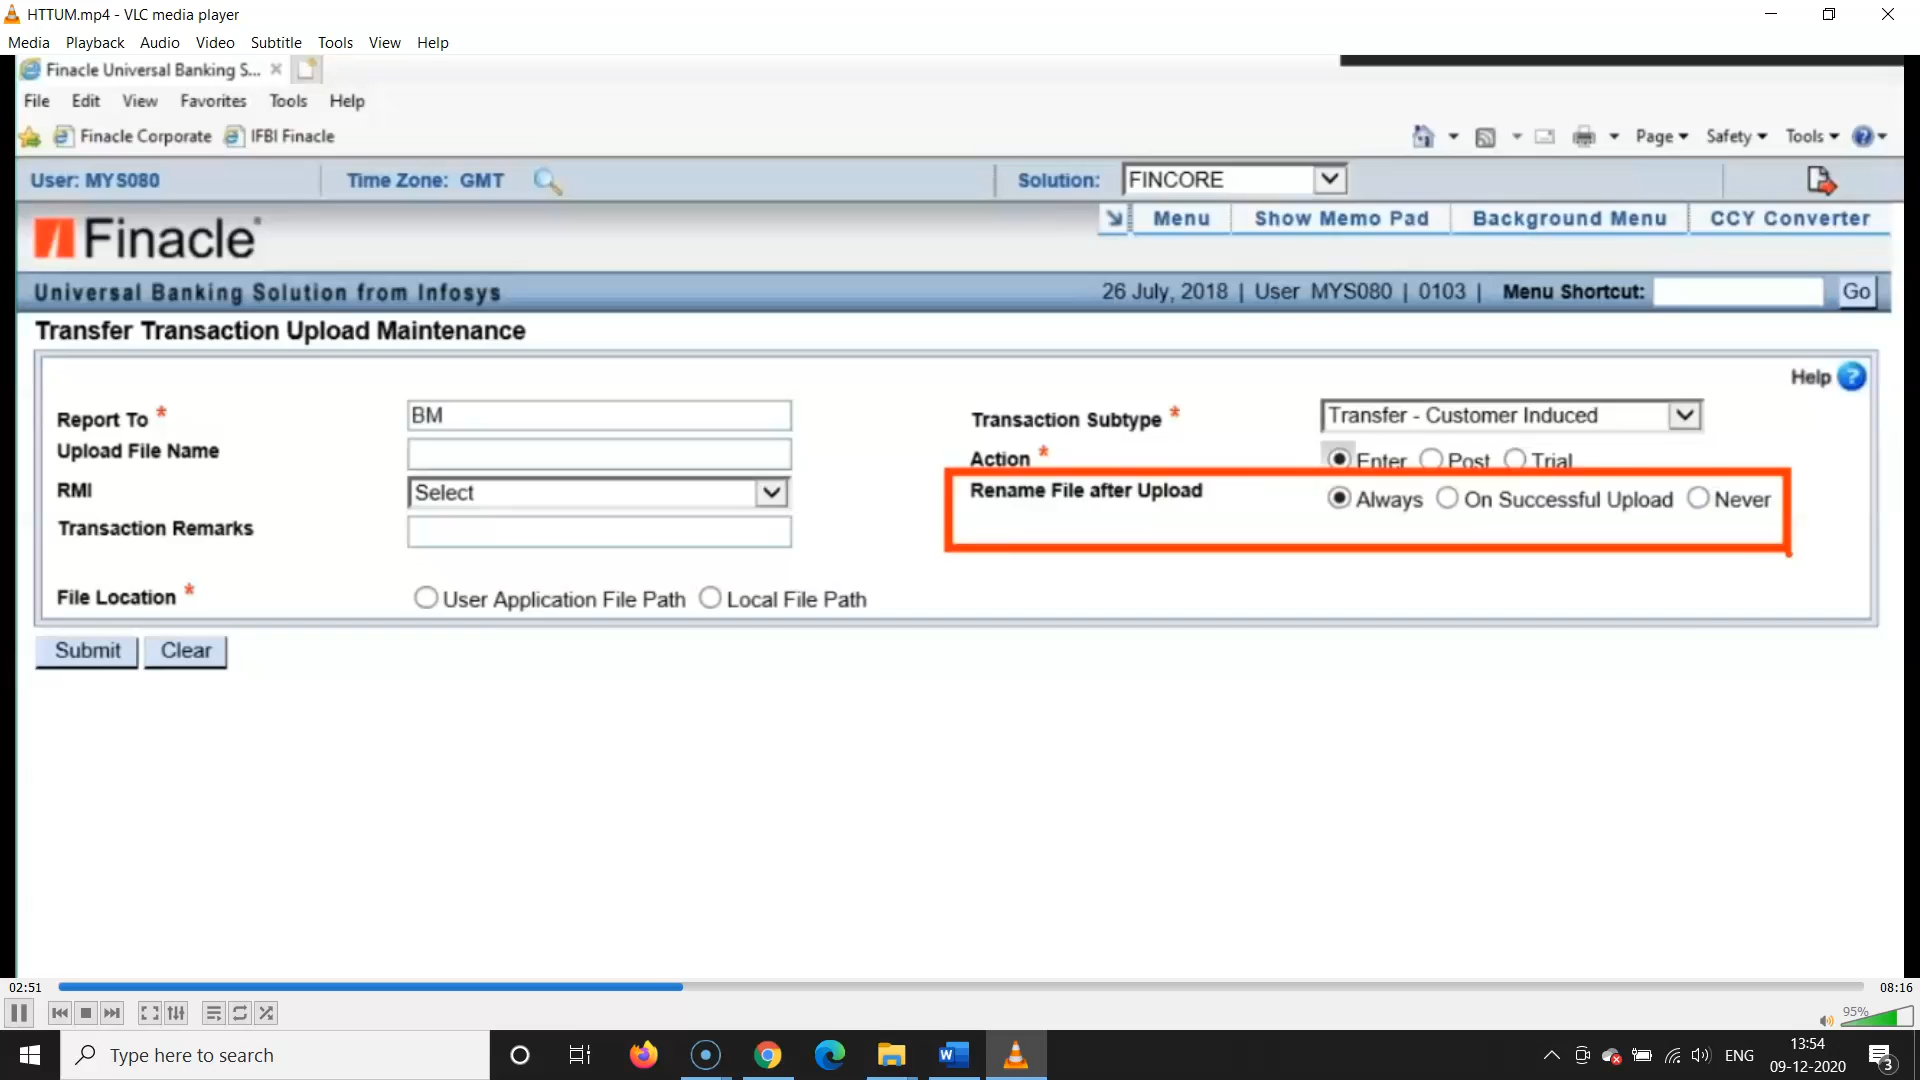 HTTUM.mp4 - VLC media player
Media Playback Audio Video Subtitle Tools View Help
Finacle Universal Banking S...
File Edit View Favorites Tools Help
Finacle Corporate IFBI Finacle
Page Safety Tools
User: MYS080 Time Zone: GMT Solution: FINCORE
Menu Show Memo Pad Background Menu CCY Converter
Finacle
Universal Banking Solution from Infosys 26 July, 2018 | User MYS080 | 0103 | Menu Shortcut: Go
Transfer Transaction Upload Maintenance
Help ?
Report To * BM Transaction Subtype * Transfer - Customer Induced
Upload File Name Action * Enter Post Trial
RMI Select Rename File after Upload Always On Successful Upload Never
Transaction Remarks
File Location * User Application File Path Local File Path
Submit Clear
02:51 08:16
95%
Type here to search
W
ENG
13:54
09-12-2020
3